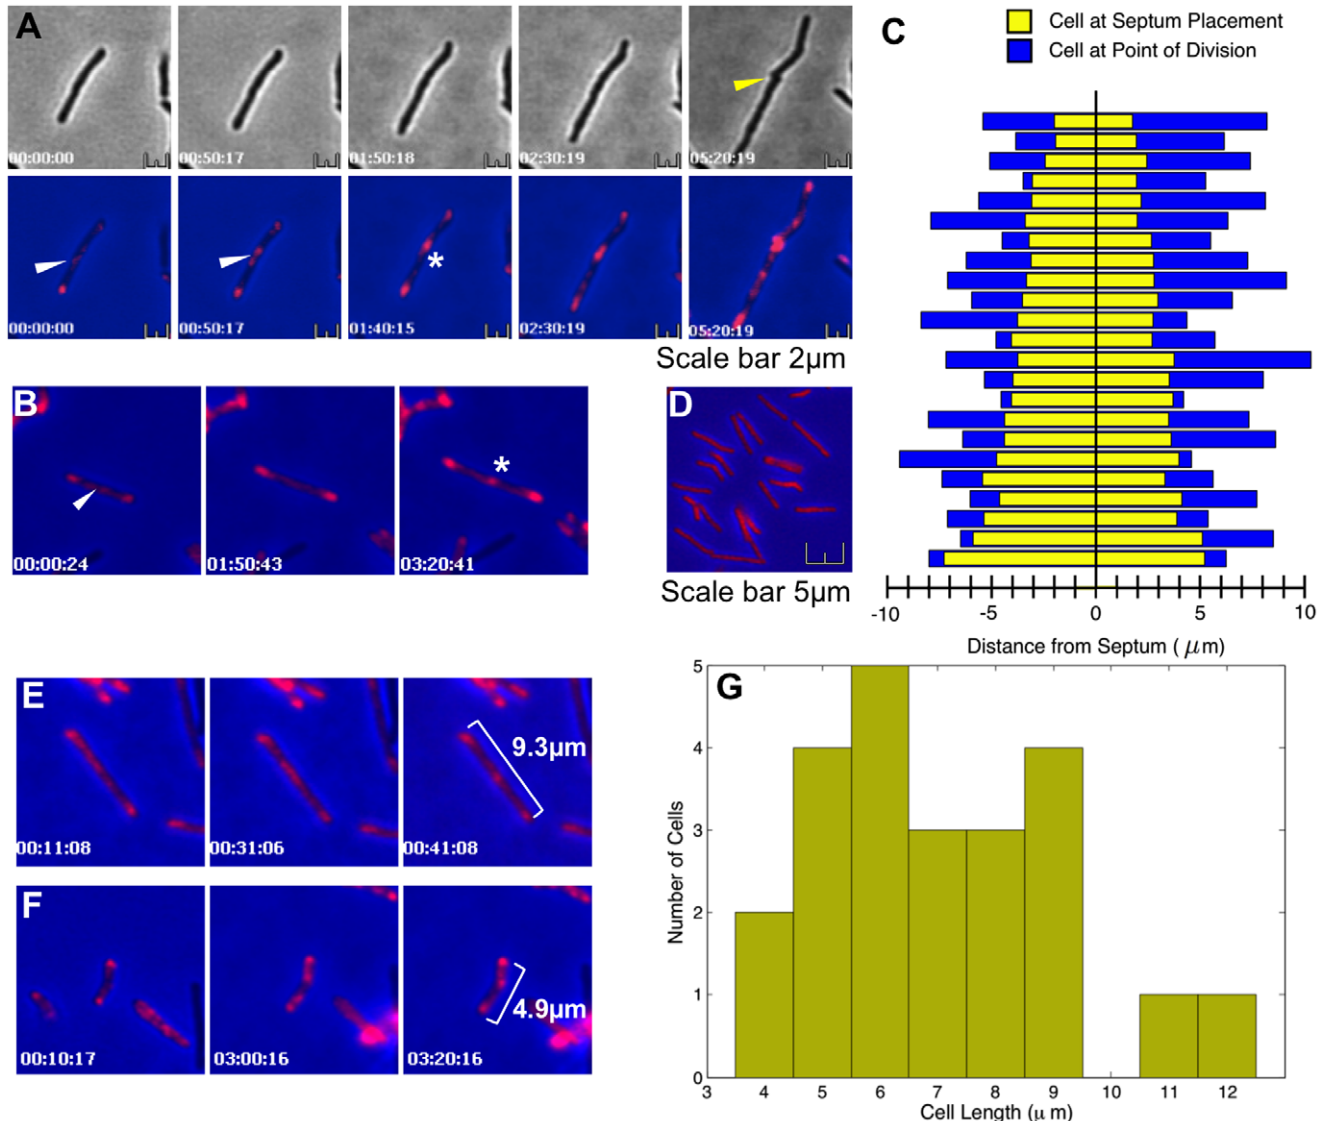 A
00:00:00
00:50:17
01:50:18
02:30:19
05:20:19
00:00:00
00:50:17
*
01:40:15
02:30:19
05:20:19
Scale bar 2μm
B
00:00:24
01:50:43
*
03:20:41
D
Scale bar 5μm
C
Cell at Septum Placement
Cell at Point of Division
-10 -5 0 5 10
Distance from Septum ( μm)
E
00:11:08
00:31:06
9.3μm
00:41:08
F
00:10:17
03:00:16
4.9μm
03:20:16
G
Number of Cells
5
4
3
2
1
0
3 4 5 6 7 8 9 10 11 12
Cell Length (μ m)